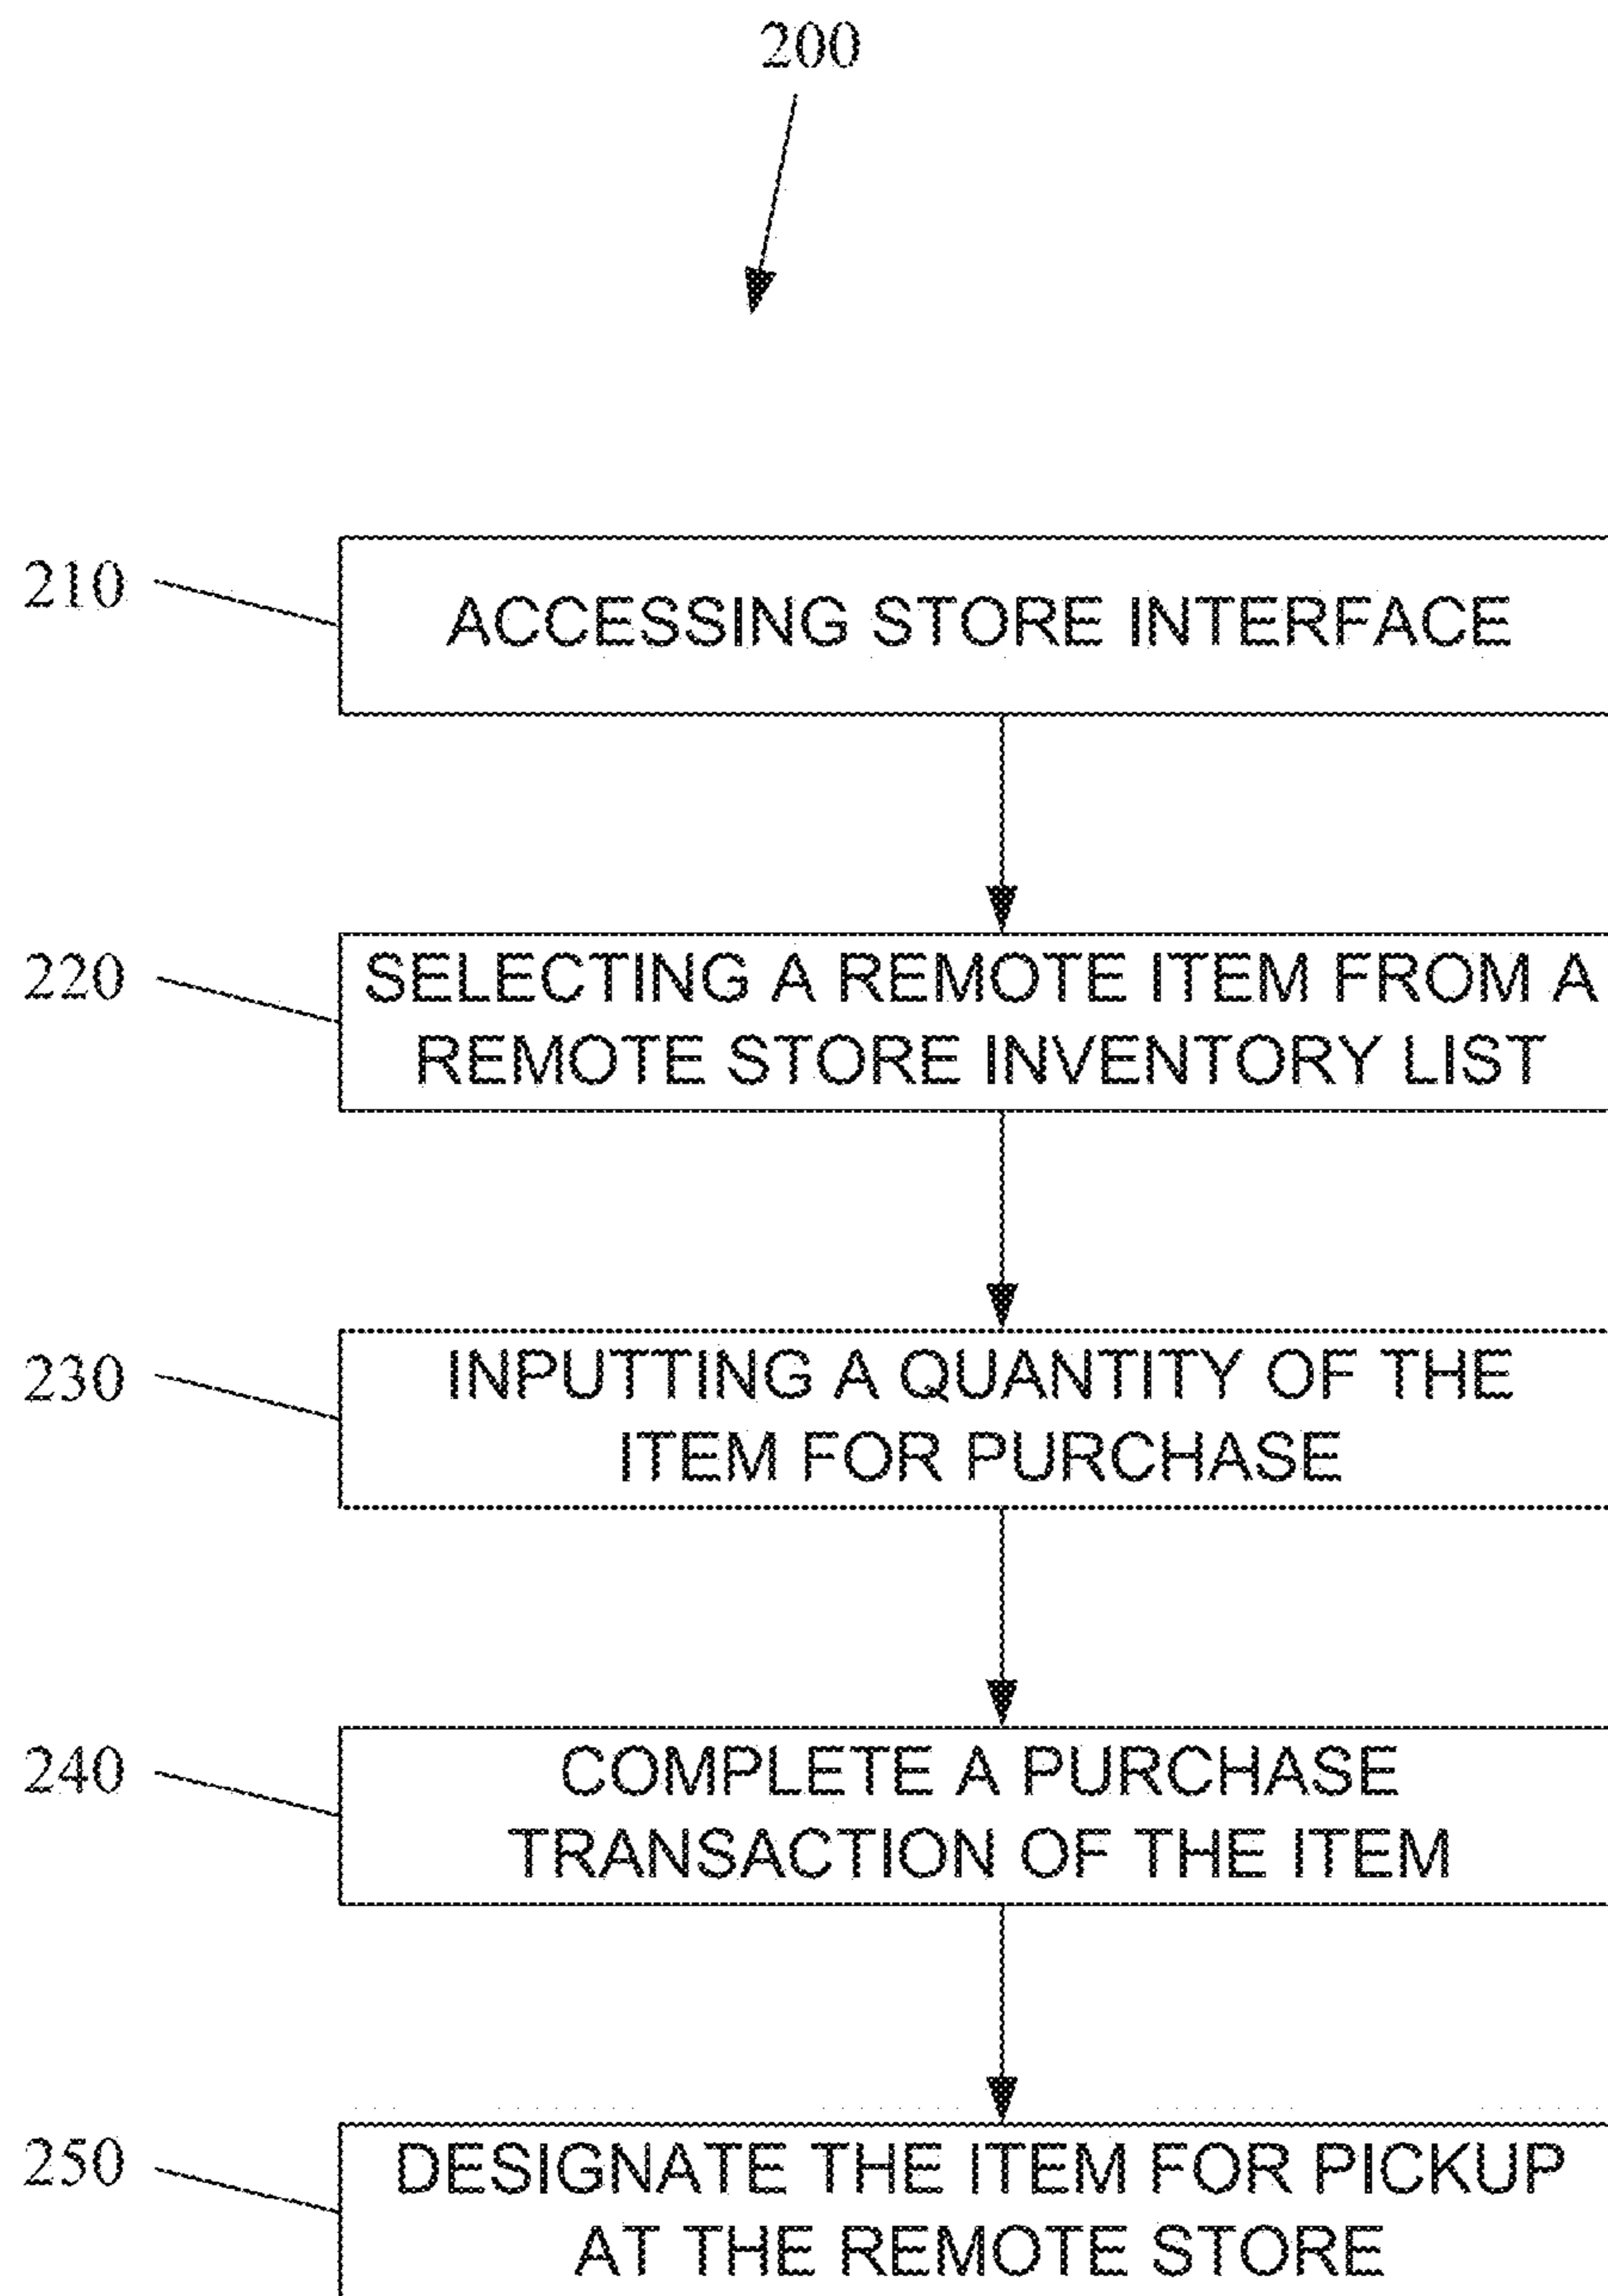 200
210
ACCESSING STORE INTERFACE
220
SELECTING A REMOTE ITEM FROM A
REMOTE STORE INVENTORY LIST
230
INPUTTING A QUANTITY OF THE
ITEM FOR PURCHASE
240
COMPLETE A PURCHASE
TRANSACTION OF THE ITEM
250
DESIGNATE THE ITEM FOR PICKUP
AT THE REMOTE STORE